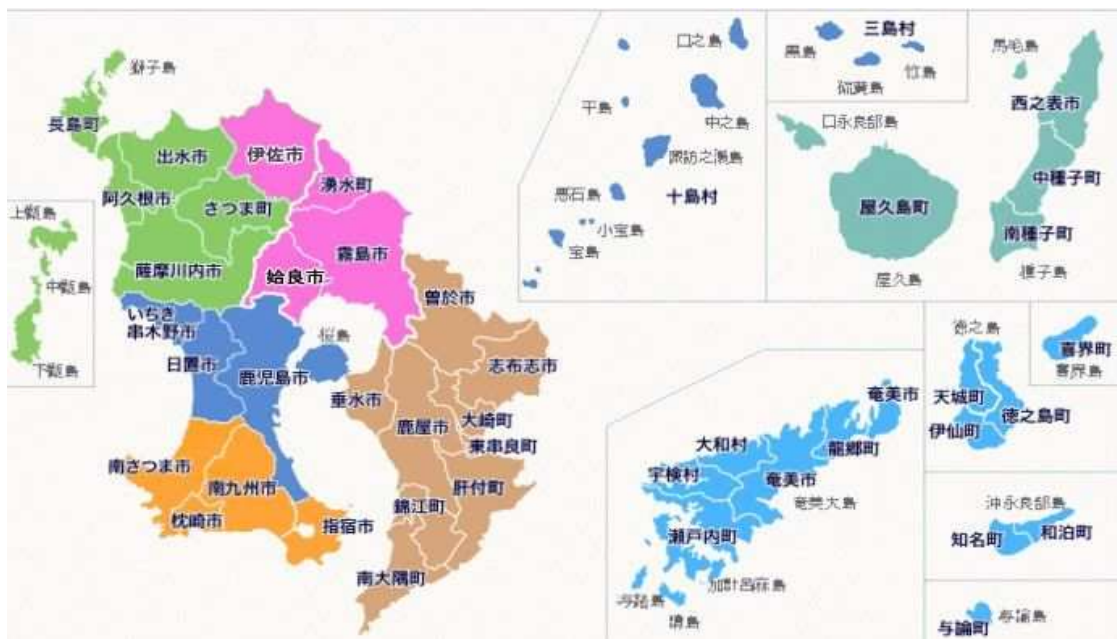 獅子島
長島町
出水市
伊佐市
湧水町
阿久根市
さつま町
霧島市
薩摩川内市
姶良市
上甑島
中甑島
下甑島
いちき
串木野市
日置市
鹿児島市
桜島
曽於市
志布志市
垂水市
鹿屋市
大崎町
東串良町
肝付町
錦江町
南大隅町
南さつま市
南九州市
枕崎市
指宿市
口之島
平島
中之島
諏訪之瀬島
悪石島
十島村
小宝島
宝島
三島村
黒島
硫黄島
竹島
馬毛島
西之表市
口永良部島
中種子町
屋久島町
南種子町
屋久島
種子島
奄美市
龍郷町
大和村
宇検村
奄美市
奄美大島
瀬戸内町
加計呂麻島
与路島
請島
徳之島
天城町
徳之島町
伊仙町
喜界町
喜界島
沖永良部島
知名町
和泊町
与論町
与論島